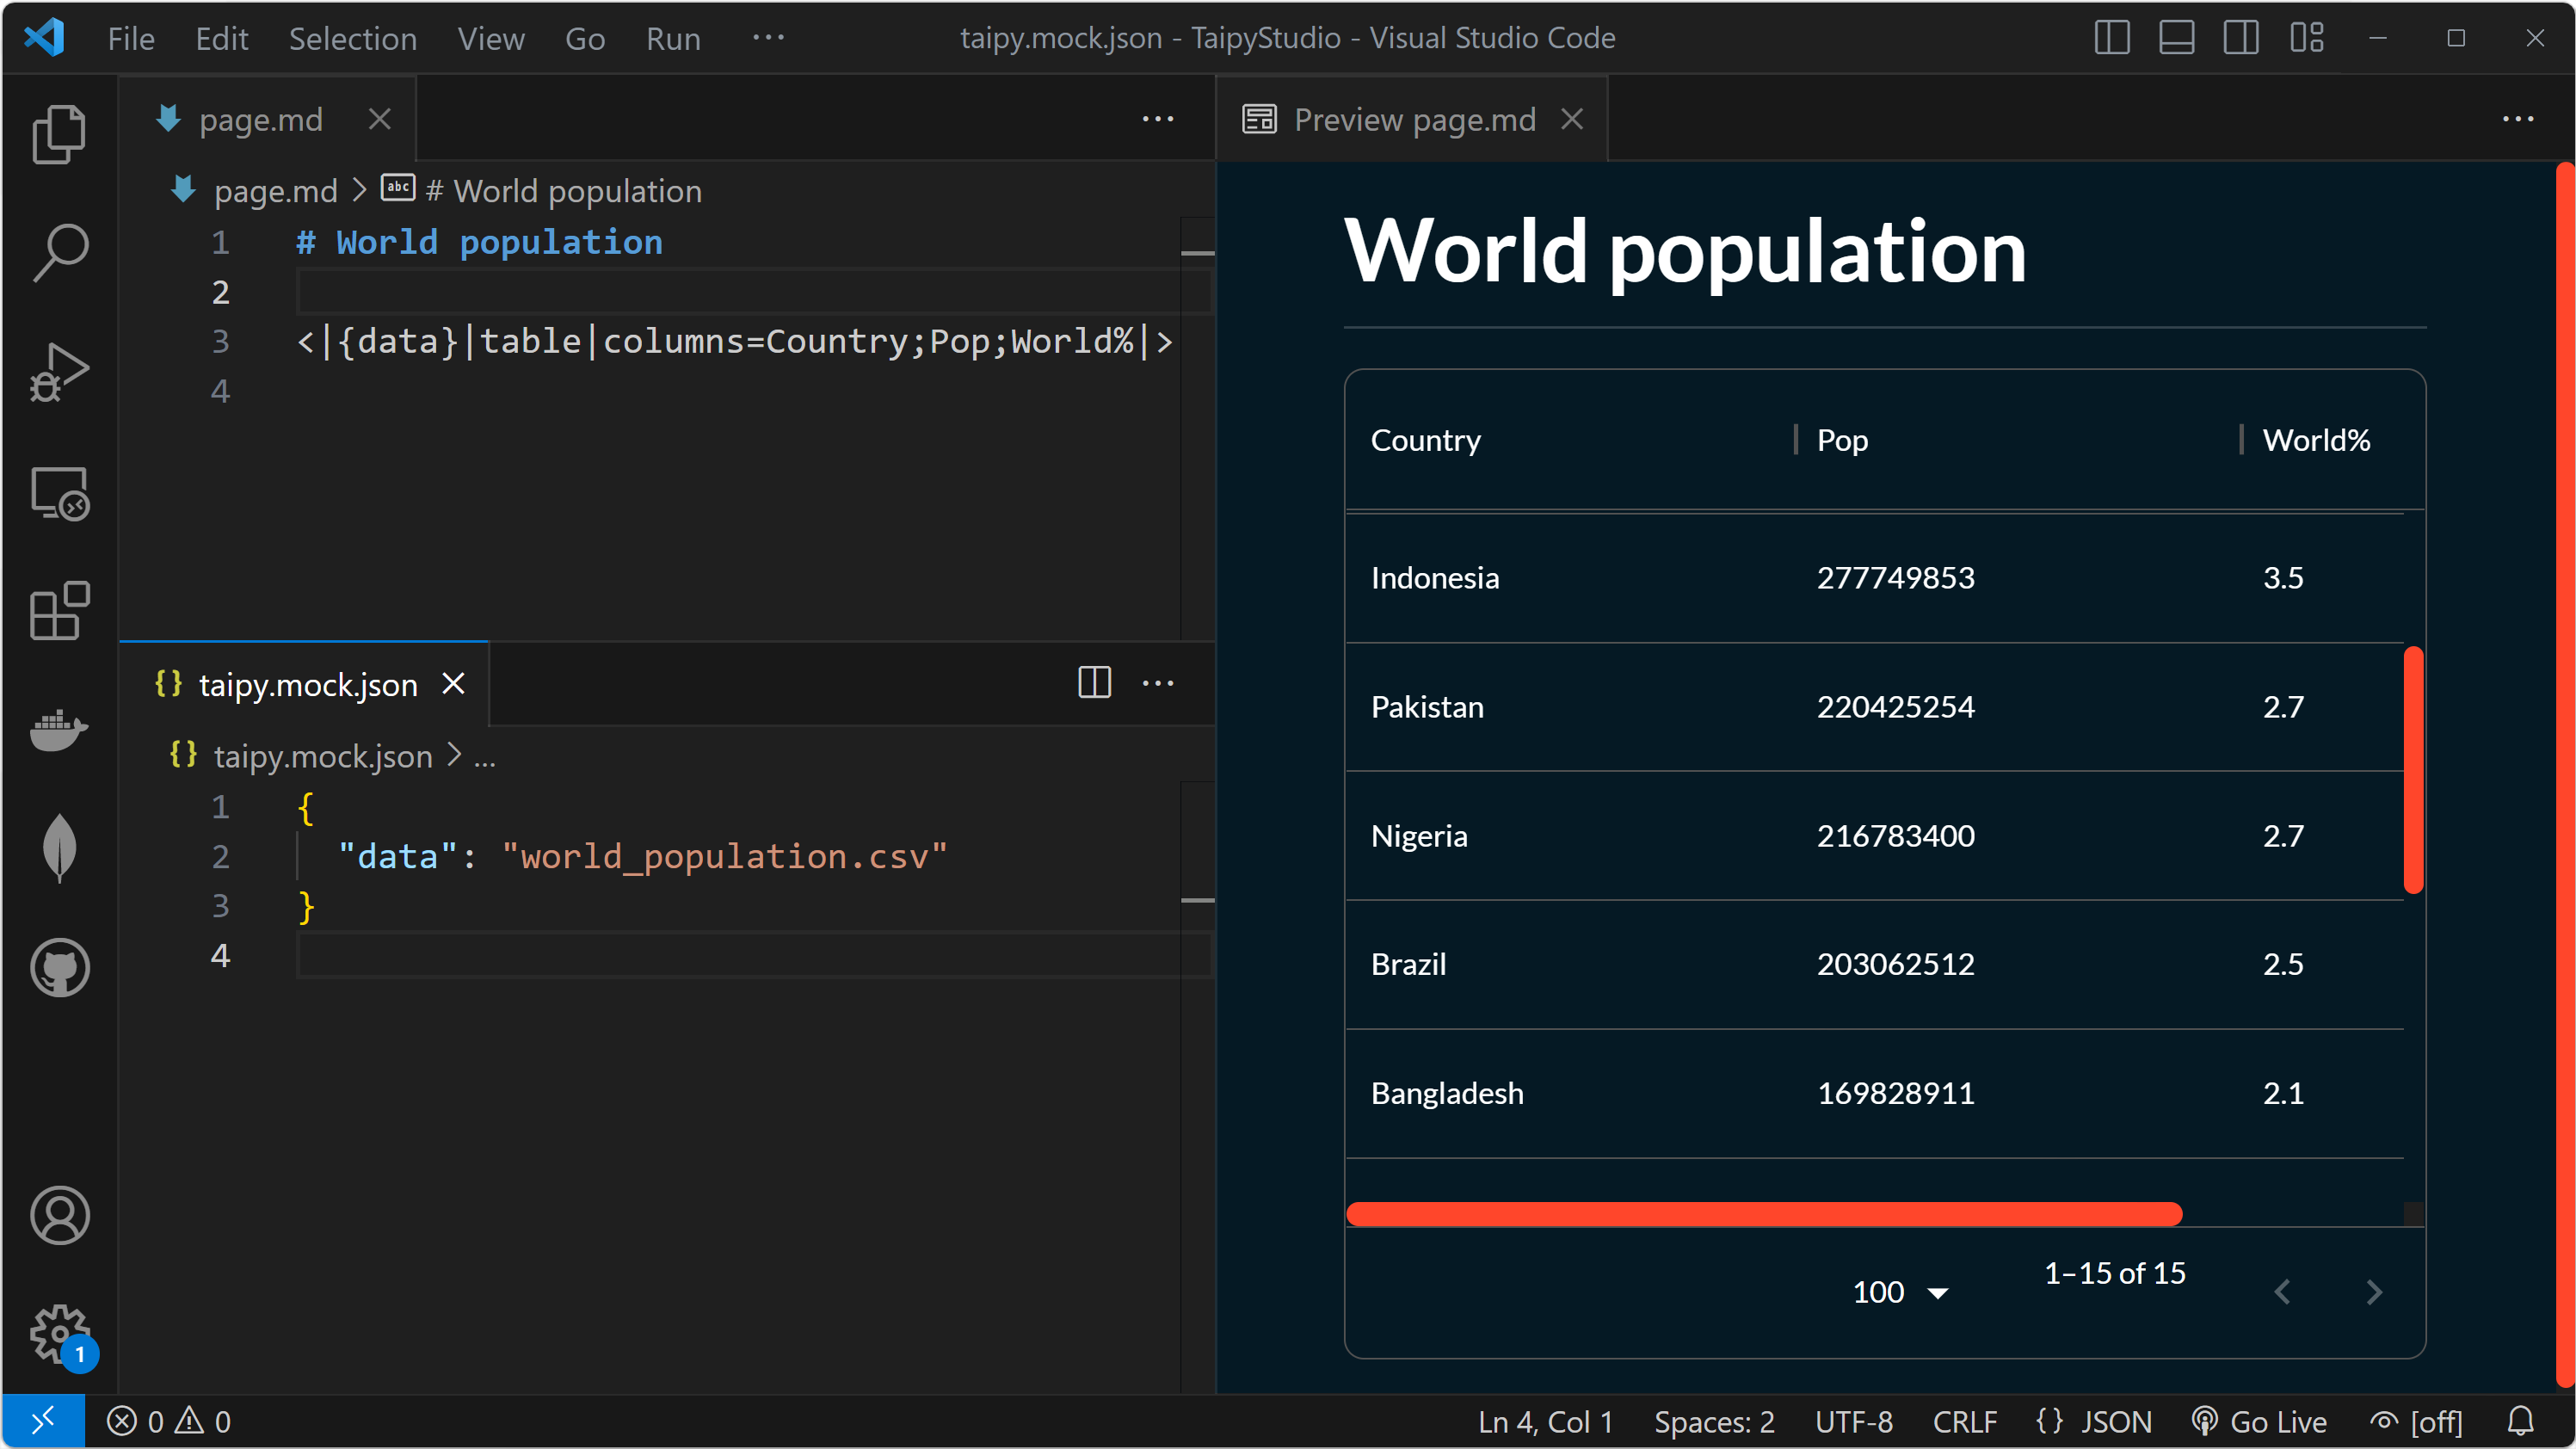 File Edit Selection View Go Run ··· taipy.mock.json - TaipyStudio - Visual Studio Code
page.md
page.md > # World population
1 # World population
2
3 <|{data}|table|columns=Country;Pop;World%|>
4
{} taipy.mock.json
{} taipy.mock.json > ...
1 {
2 "data": "world_population.csv"
3 }
4
Preview page.md
World population
Country Pop World%
Indonesia 277749853 3.5
Pakistan 220425254 2.7
Nigeria 216783400 2.7
Brazil 203062512 2.5
Bangladesh 169828911 2.1
100 1–15 of 15
1
0 0 Ln 4, Col 1 Spaces: 2 UTF-8 CRLF {} JSON Go Live [off]